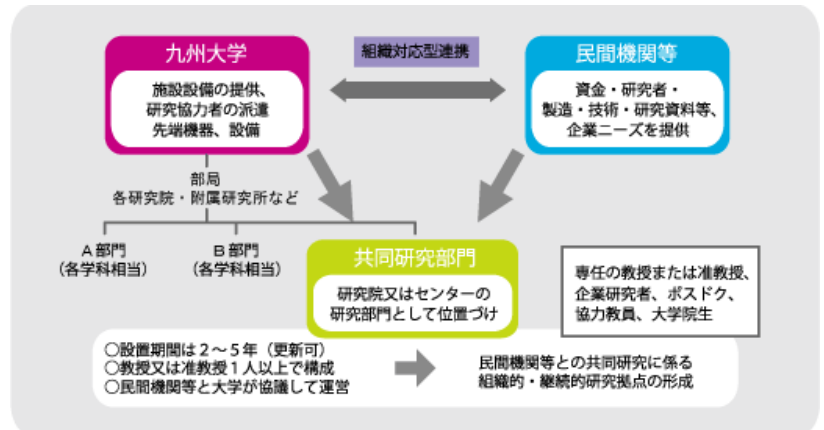 九州大学
施設設備の提供、
研究協力者の派遣
先端機器、設備
組織対応型連携
民間機関等
資金・研究者・
製造・技術・研究資料等、
企業ニーズを提供
部局
各研究院・附属研究所など
A部門
(各学科相当)
B部門
(各学科相当)
共同研究部門
研究院又はセンターの
研究部門として位置づけ
専任の教授または准教授、
企業研究者、ポスドク、
協力教員、大学院生
○設置期間は2~5年(更新可)
○教授又は准教授1人以上で構成
○民間機関等と大学が協議して運営
民間機関等との共同研究に係る
組織的・継続的研究拠点の形成